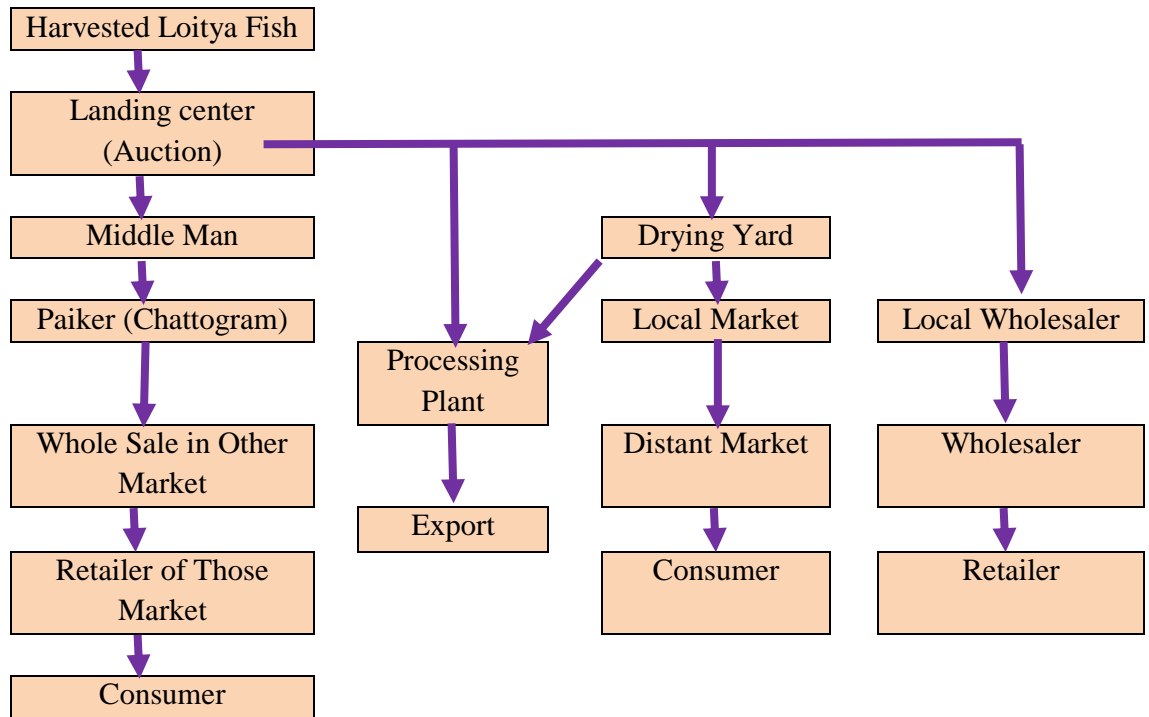 Harvested Loitya Fish
Landing center
(Auction)
Middle Man
Drying Yard
Paiker (Chattogram)
Local Market
Local Wholesaler
Processing
Plant
Whole Sale in Other
Market
Distant Market
Wholesaler
Export
Retailer of Those
Market
Consumer
Retailer
Consumer